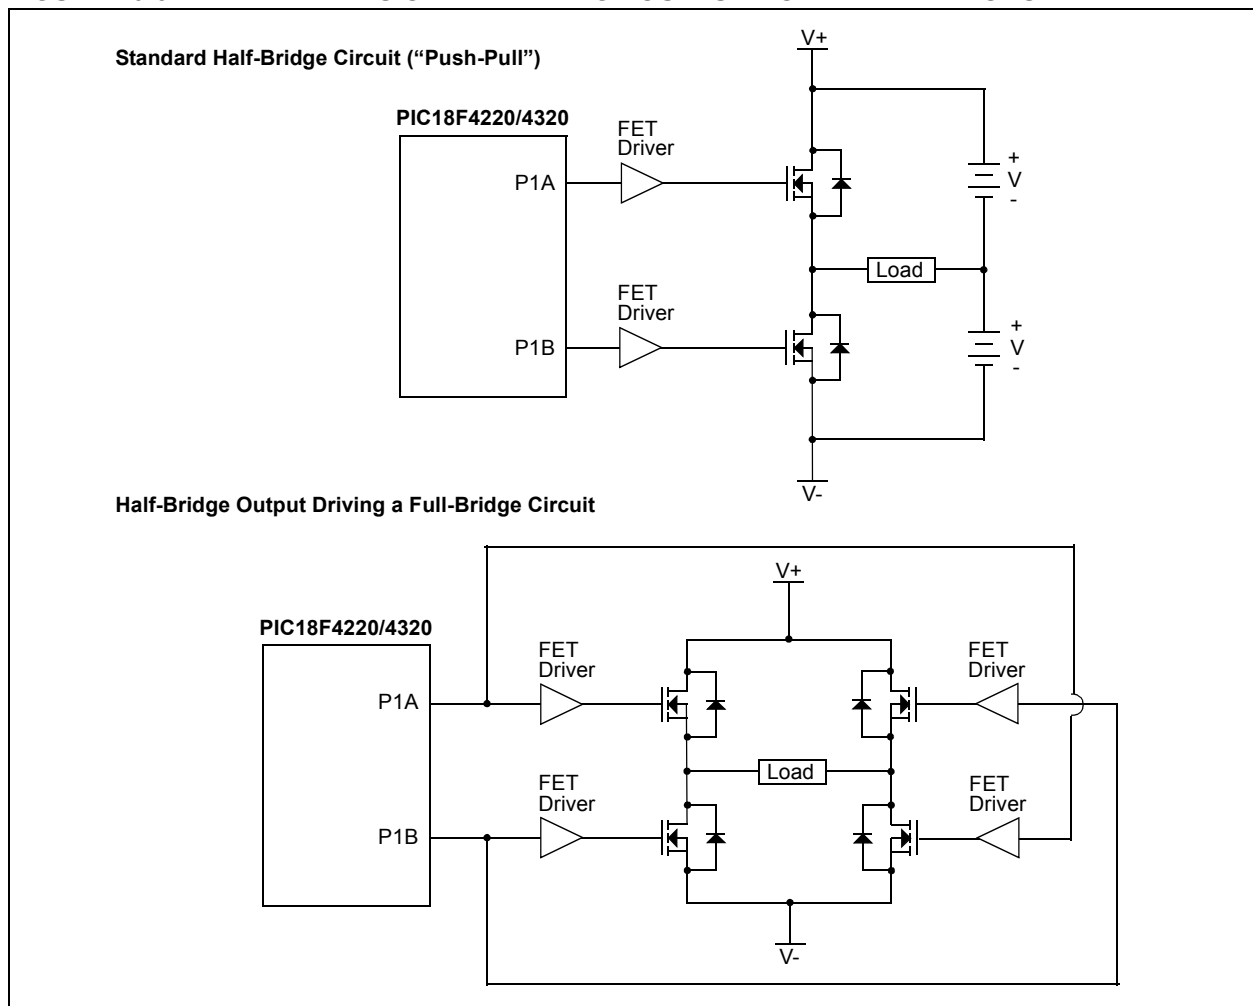 Standard Half-Bridge Circuit (“Push-Pull”)
V+
PIC18F4220/4320
FET
Driver
P1A
+
V
-
Load
FET
Driver
P1B
+
V
-
V-
Half-Bridge Output Driving a Full-Bridge Circuit
V+
PIC18F4220/4320
FET
Driver
FET
Driver
P1A
Load
FET
Driver
FET
Driver
P1B
V-